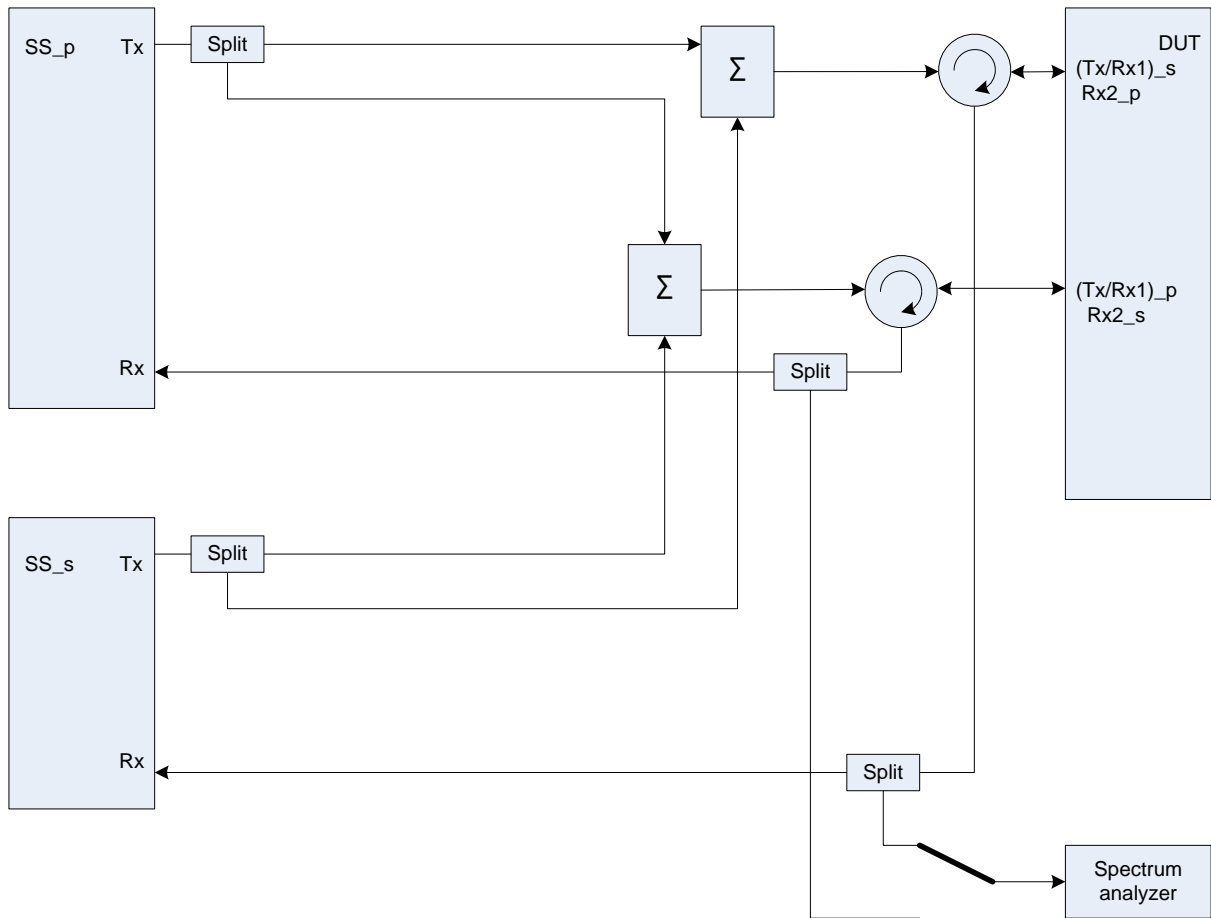 SS_p
Tx
Split
Σ
DUT
(Tx/Rx1)_s
Rx2_p
Σ
(Tx/Rx1)_p
Rx2_s
Rx
Split
SS_s
Tx
Split
Rx
Split
Spectrum
analyzer